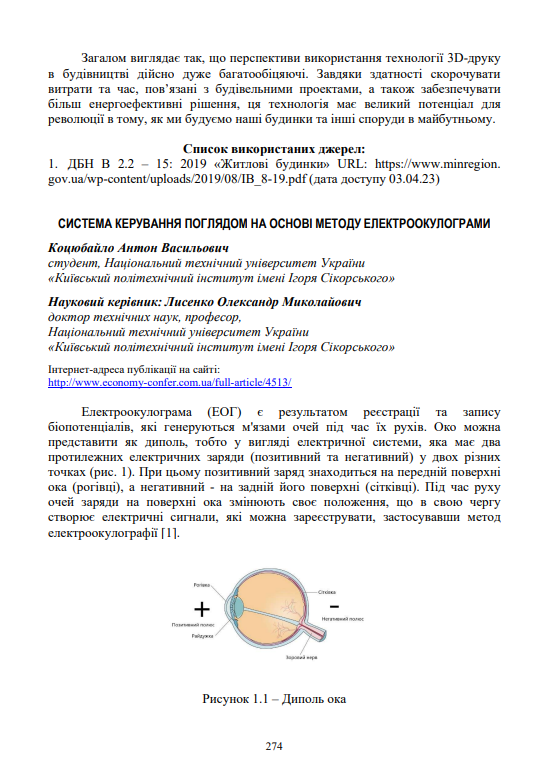 Загалом виглядає так, що перспективи використання технології 3D-друку
в будівництві дійсно дуже багатообіцяючі. Завдяки здатності скорочувати
витрати та час, пов’язані з будівельними проектами, а також забезпечувати
більш енергоефективні рішення, ця технологія має великий потенціал для
революції в тому, як ми будуємо наші будинки та інші споруди в майбутньому.
Список використаних джерел:
1. ДБН В 2.2 – 15: 2019 «Житлові будинки» URL: https://www.minregion.
gov.ua/wp-content/uploads/2019/08/ІВ_8-19.pdf (дата доступу 03.04.23)
СИСТЕМА КЕРУВАННЯ ПОГЛЯДОМ НА ОСНОВІ МЕТОДУ ЕЛЕКТРООКУЛОГРАМИ
Коцюбайло Антон Васильович
студент, Національний технічний університет України
«Київський політехнічний інститут імені Ігоря Сікорського»
Науковий керівник: Лисенко Олександр Миколайович
доктор технічних наук, професор,
Національний технічний університет України
«Київський політехнічний інститут імені Ігоря Сікорського»
Інтернет-адреса публікації на сайті:
http://www.economy-confer.com.ua/full-article/4513/
Електроокулограма (ЕОГ) є результатом реєстрації та запису
біопотенціалів, які генеруються м'язами очей під час їх рухів. Око можна
представити як диполь, тобто у вигляді електричної системи, яка має два
протилежних електричних заряди (позитивний та негативний) у двох різних
точках (рис. 1). При цьому позитивний заряд знаходиться на передній поверхні
ока (рогівці), а негативний - на задній його поверхні (сітківці). Під час руху
очей заряди на поверхні ока змінюють своє положення, що в свою чергу
створює електричні сигнали, які можна зареєструвати, застосувавши метод
електроокулографії [1].
Рогівка
Сітківка
+
-
Позитивний полюс
Негативний полюс
Райдужка
Зоровий нерв
Рисунок 1.1 – Диполь ока
274